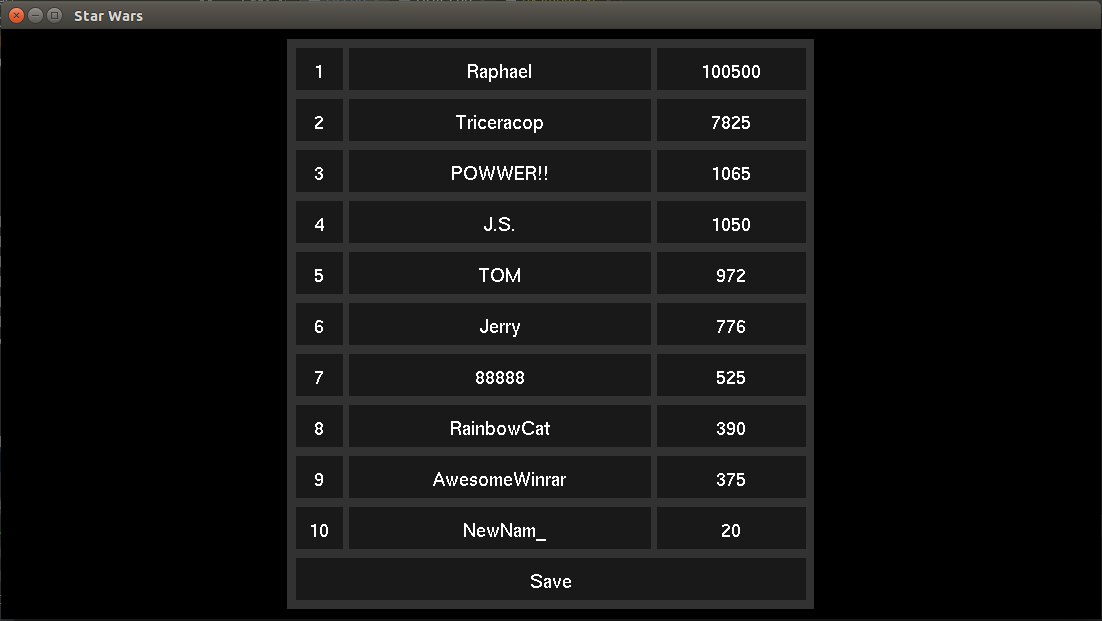 Star Wars
1 Raphael 100500
2 Triceracop 7825
3 POWWER!! 1065
4 J.S. 1050
5 TOM 972
6 Jerry 776
7 88888 525
8 RainbowCat 390
9 AwesomeWinrar 375
10 NewNam_ 20
Save